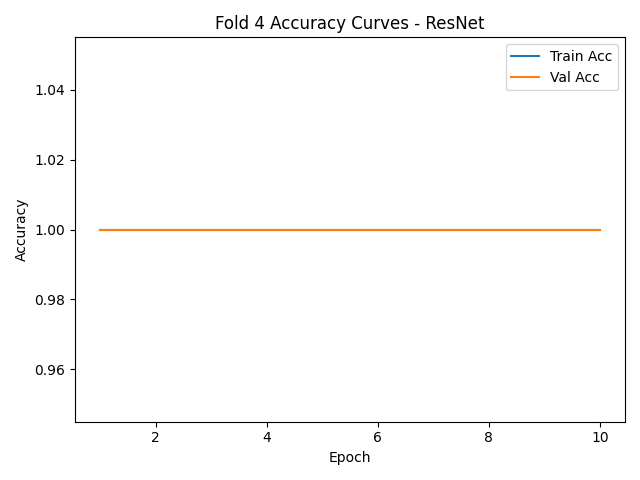 Fold 4 Accuracy Curves - ResNet
Train Acc
Val Acc
1.04
1.02
1.00
0.98
0.96
Accuracy
2 4 6 8 10
Epoch